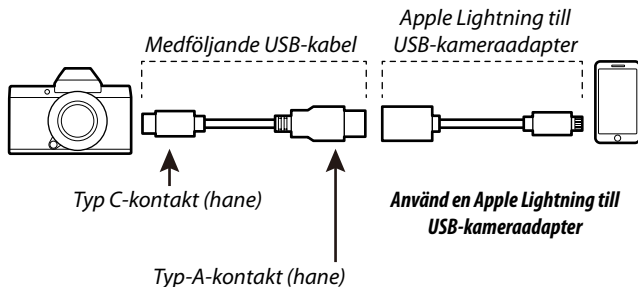 Medföljande USB-kabel
Apple Lightning till
USB-kameraadapter
Typ C-kontakt (hane)
Använd en Apple Lightning till
USB-kameraadapter
Typ-A-kontakt (hane)